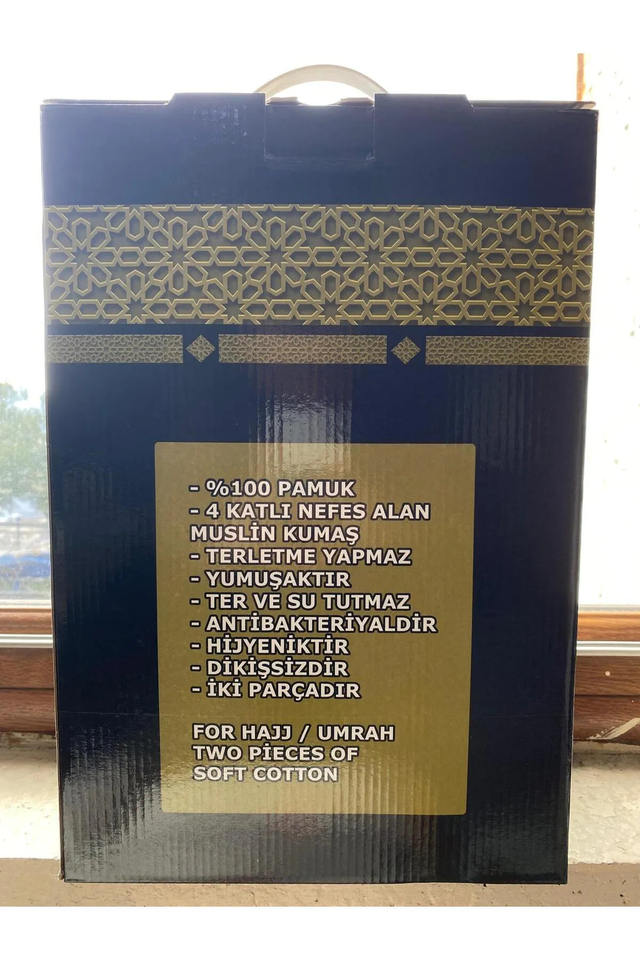 - %100 PAMUK
- 4 KATLI NEFES ALAN
MUSLİN KUMAŞ
- TERLETME YAPMAZ
- YUMUŞAKTIR
- TER VE SU TUTMAZ
- ANTİBAKTERİYALDİR
- HİJYENİKTİR
- DİKİŞSİZDİR
- İKİ PARÇADIR
FOR HAJJ / UMRAH
TWO PİECES OF
SOFT COTTON